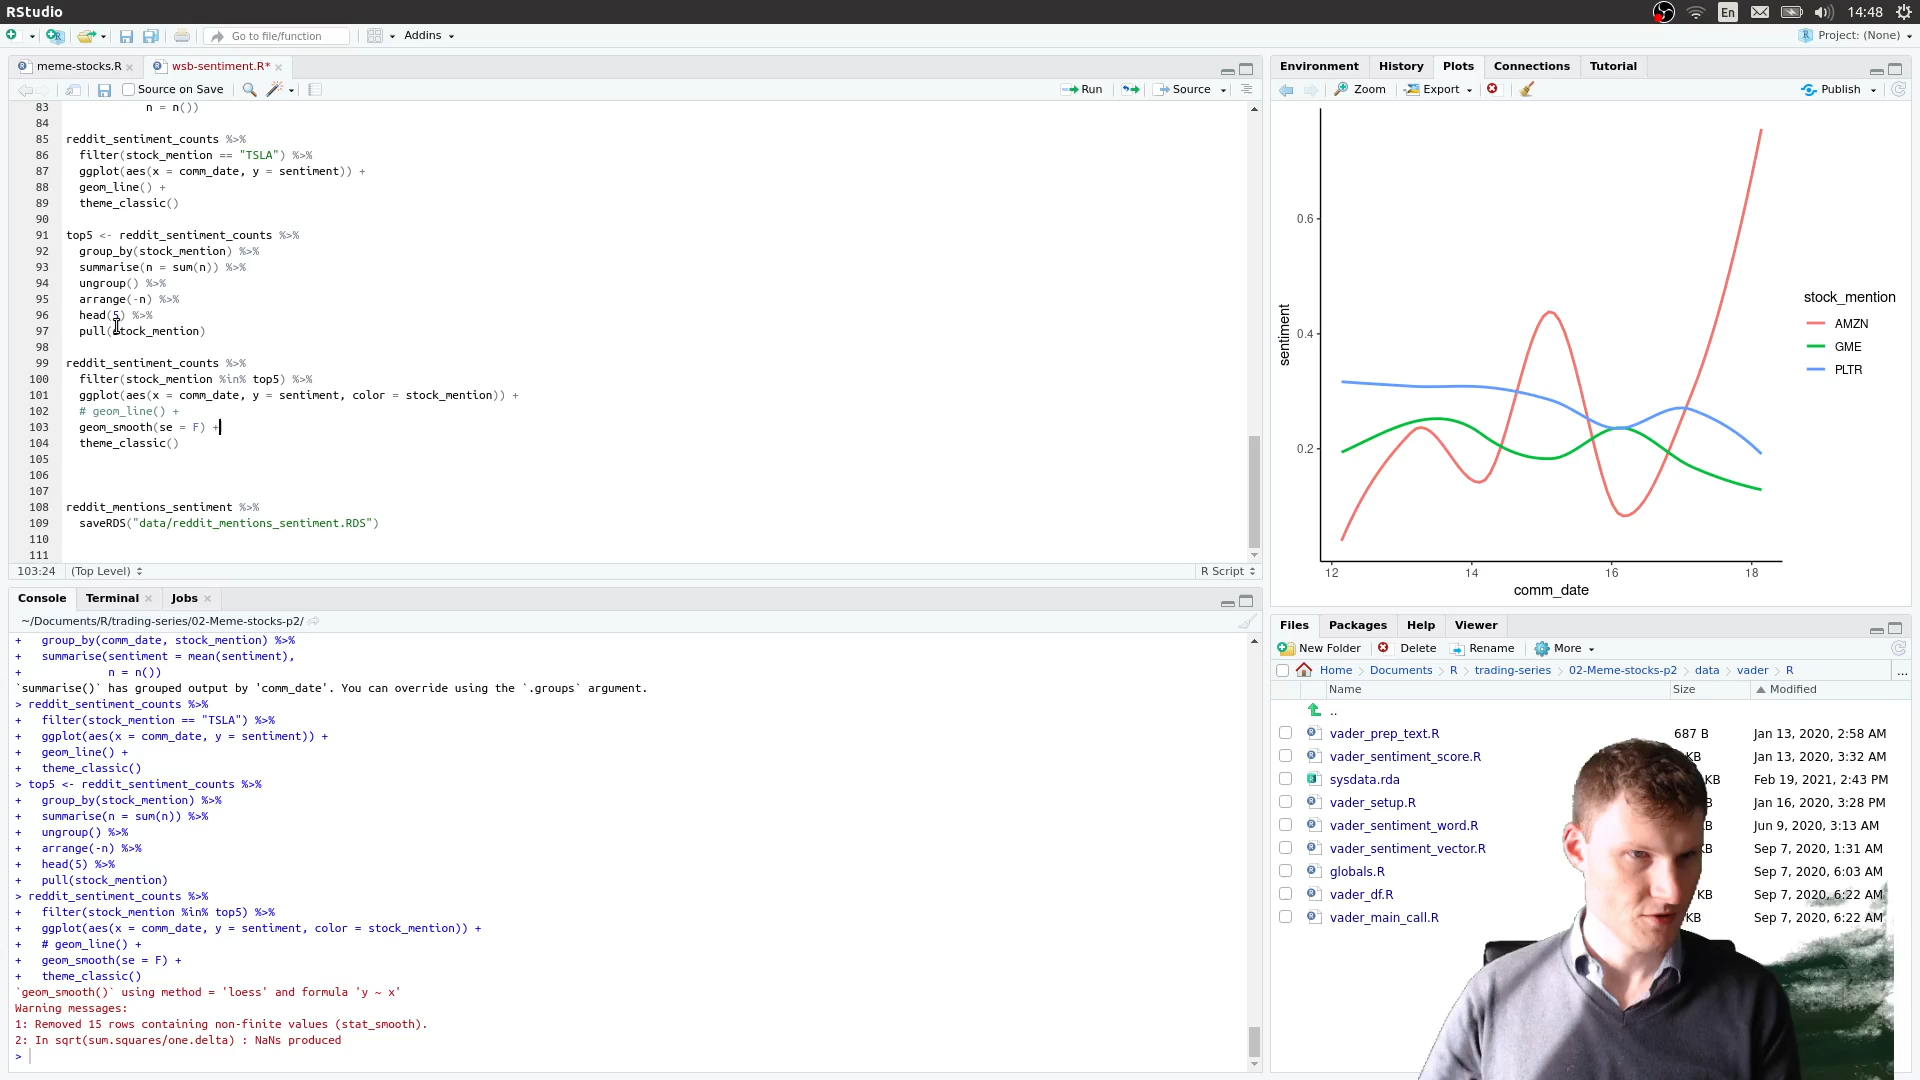 RStudio
En 14:48
Go to file/function Addins Project: (None)
meme-stocks.R wsb-sentiment.R*
Source on Save Run Source
83 n = n())
84
85 reddit_sentiment_counts %>%
86 filter(stock_mention == "TSLA") %>%
87 ggplot(aes(x = comm_date, y = sentiment)) +
88 geom_line() +
89 theme_classic()
90
91 top5 <- reddit_sentiment_counts %>%
92 group_by(stock_mention) %>%
93 summarise(n = sum(n)) %>%
94 ungroup() %>%
95 arrange(-n) %>%
96 head(5) %>%
97 pull(stock_mention)
98
99 reddit_sentiment_counts %>%
100 filter(stock_mention %in% top5) %>%
101 ggplot(aes(x = comm_date, y = sentiment, color = stock_mention)) +
102 # geom_line() +
103 geom_smooth(se = F) +
104 theme_classic()
105
106
107
108 reddit_mentions_sentiment %>%
109 saveRDS("data/reddit_mentions_sentiment.RDS")
110
111
103:24 (Top Level) R Script
Console Terminal Jobs
~/Documents/R/trading-series/02-Meme-stocks-p2/
+ group_by(comm_date, stock_mention) %>%
+ summarise(sentiment = mean(sentiment),
+ n = n())
`summarise()` has grouped output by 'comm_date'. You can override using the `.groups` argument.
> reddit_sentiment_counts %>%
+ filter(stock_mention == "TSLA") %>%
+ ggplot(aes(x = comm_date, y = sentiment)) +
+ geom_line() +
+ theme_classic()
> top5 <- reddit_sentiment_counts %>%
+ group_by(stock_mention) %>%
+ summarise(n = sum(n)) %>%
+ ungroup() %>%
+ arrange(-n) %>%
+ head(5) %>%
+ pull(stock_mention)
> reddit_sentiment_counts %>%
+ filter(stock_mention %in% top5) %>%
+ ggplot(aes(x = comm_date, y = sentiment, color = stock_mention)) +
+ # geom_line() +
+ geom_smooth(se = F) +
+ theme_classic()
`geom_smooth()` using method = 'loess' and formula 'y ~ x'
Warning messages:
1: Removed 15 rows containing non-finite values (stat_smooth).
2: In sqrt(sum.squares/one.delta) : NaNs produced
>
Environment History Plots Connections Tutorial
Zoom Export Publish
0.6
0.4
0.2
sentiment
12 14 16 18
comm_date
stock_mention
AMZN
GME
PLTR
Files Packages Help Viewer
New Folder Delete Rename More
Home Documents R trading-series 02-Meme-stocks-p2 data vader R ...
Name Size Modified
..
vader_prep_text.R 687 B Jan 13, 2020, 2:58 AM
vader_sentiment_score.R KB Jan 13, 2020, 3:32 AM
sysdata.rda KB Feb 19, 2021, 2:43 PM
vader_setup.R B Jan 16, 2020, 3:28 PM
vader_sentiment_word.R B Jun 9, 2020, 3:13 AM
vader_sentiment_vector.R B Sep 7, 2020, 1:31 AM
globals.R Sep 7, 2020, 6:03 AM
vader_df.R KB Sep 7, 2020, 6:22 AM
vader_main_call.R KB Sep 7, 2020, 6:22 AM